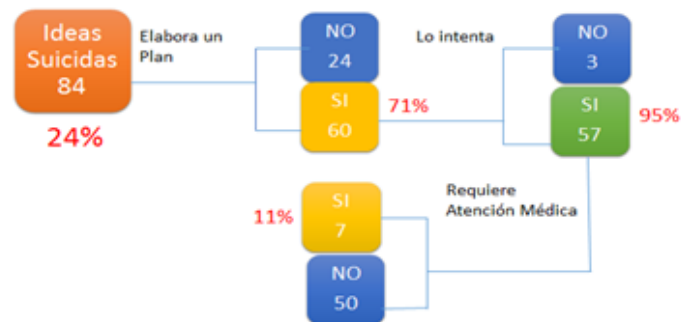 Ideas
Suicidas
84
24%
Elabora un
Plan
NO
24
SI
60
71%
Lo intenta
NO
3
SI
57
95%
Requiere
Atención Médica
11%
SI
7
NO
50